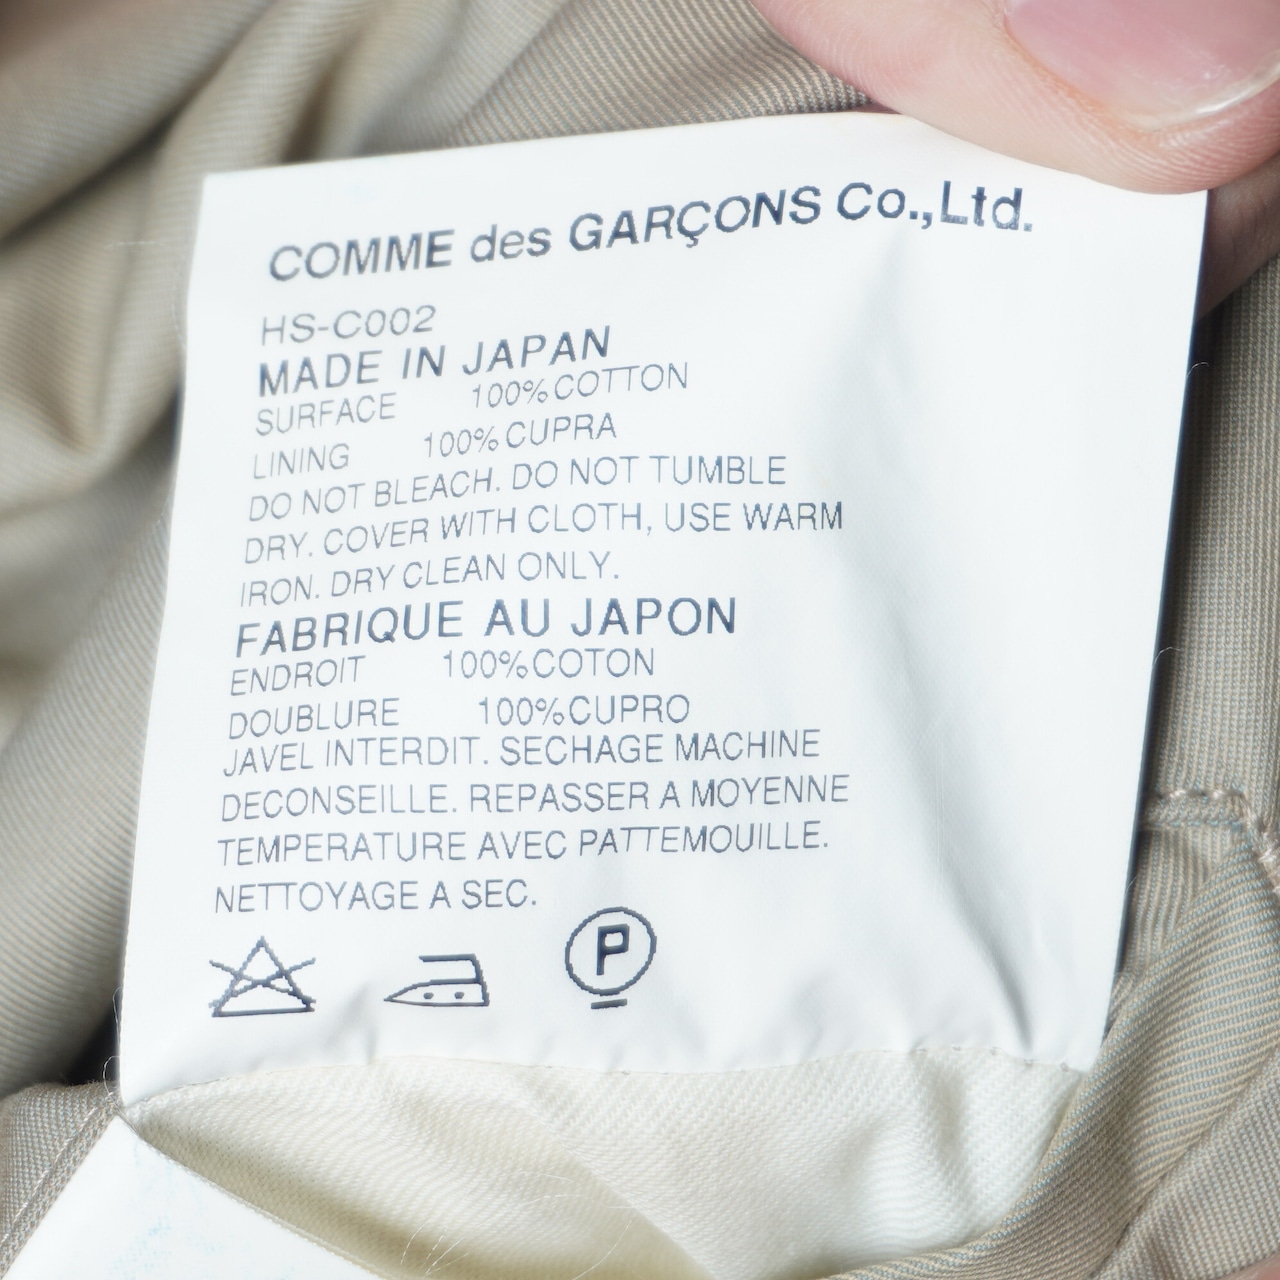 COMME des GARÇONS Co.,Ltd.
HS-C002
MADE IN JAPAN
SURFACE 100% COTTON
LINING 100% CUPRA
DO NOT BLEACH. DO NOT TUMBLE
DRY. COVER WITH CLOTH, USE WARM
IRON. DRY CLEAN ONLY.
FABRIQUE AU JAPON
ENDROIT 100% COTON
DOUBLURE 100% CUPRO
JAVEL INTERDIT. SECHAGE MACHINE
DECONSEILLE. REPASSER A MOYENNE
TEMPERATURE AVEC PATTEMOUILLE.
NETTOYAGE A SEC.
P